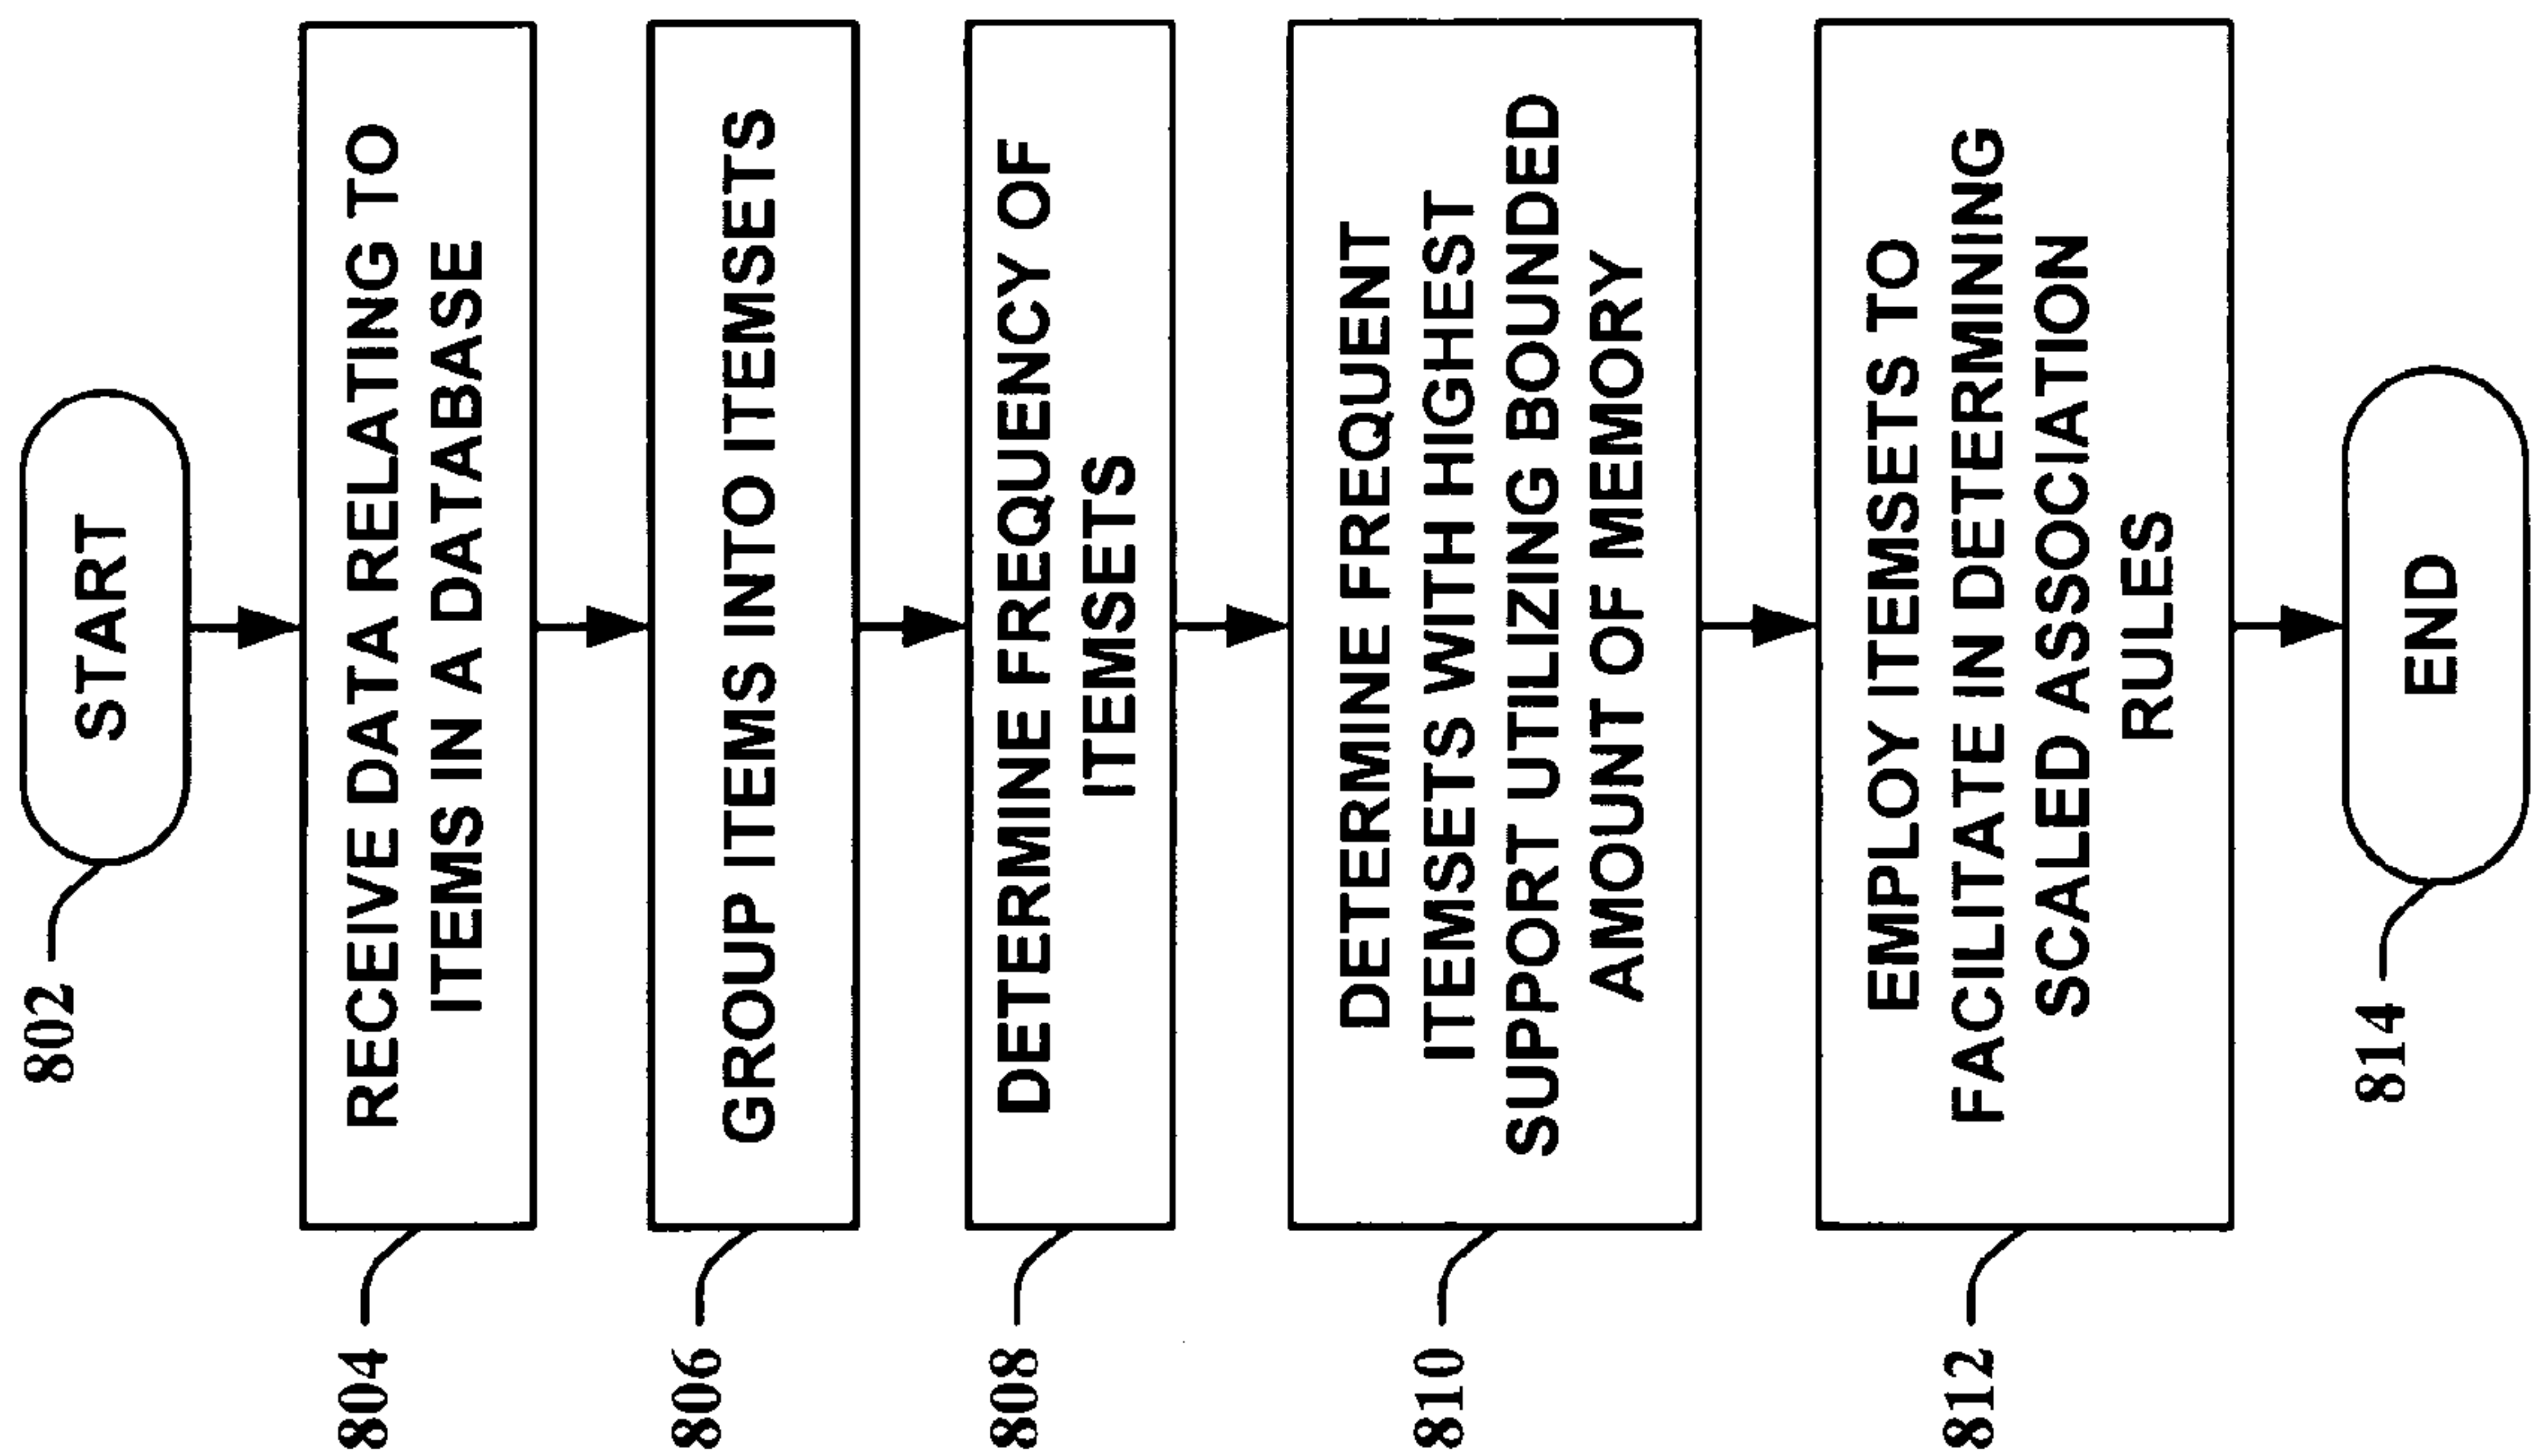 802
START
804
RECEIVE DATA RELATING TO
ITEMS IN A DATABASE
806
GROUP ITEMS INTO ITEMSETS
808
DETERMINE FREQUENCY OF
ITEMSETS
810
DETERMINE FREQUENT
ITEMSETS WITH HIGHEST
SUPPORT UTILIZING BOUNDED
AMOUNT OF MEMORY
812
EMPLOY ITEMSETS TO
FACILITATE IN DETERMINING
SCALED ASSOCIATION
RULES
814
END